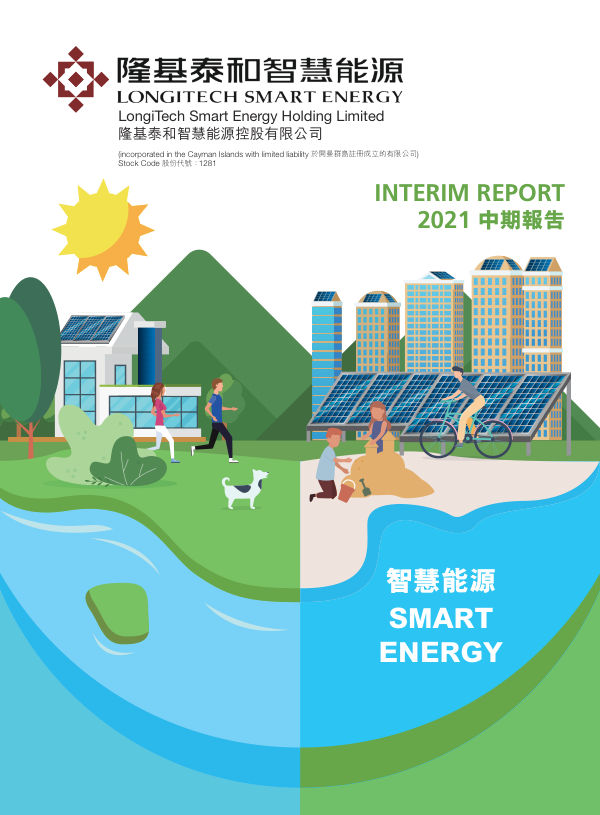 隆基泰和智慧能源
LONGITECH SMART ENERGY
LongiTech Smart Energy Holding Limited
隆基泰和智慧能源控股有限公司
(incorporated in the Cayman Islands with limited liability 於開曼群島註冊成立的有限公司)
Stock Code 股份代號：1281
INTERIM REPORT
2021 中期報告
智慧能源
SMART
ENERGY